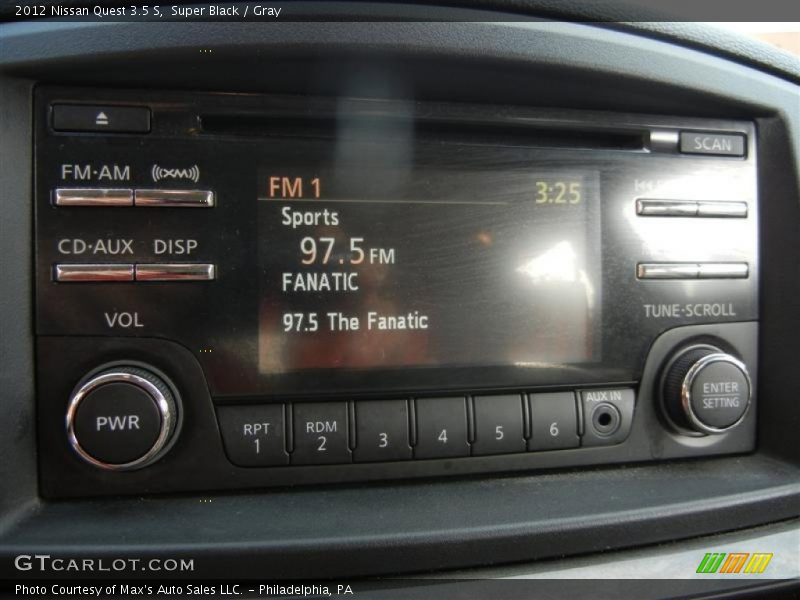 2012 Nissan Quest 3.5 S, Super Black / Gray
SCAN
FM·AM (XM)
FM 1 3:25
Sports
97.5 FM
CD·AUX DISP
FANATIC
97.5 The Fanatic
VOL
TUNE·SCROLL
PWR
ENTER
SETTING
AUX IN
RPT RDM
1 2 3 4 5 6
GTCARLOT.COM
Photo Courtesy of Max's Auto Sales LLC. - Philadelphia, PA